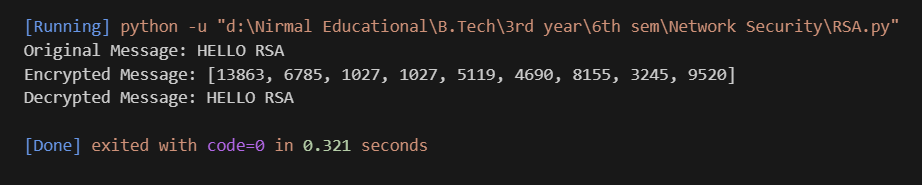 [Running] python -u "d:\Nirmal Educational\B.Tech\3rd year\6th sem\Network Security\RSA.py"
Original Message: HELLO RSA
Encrypted Message: [13863, 6785, 1027, 1027, 5119, 4690, 8155, 3245, 9520]
Decrypted Message: HELLO RSA
[Done] exited with code=0 in 0.321 seconds